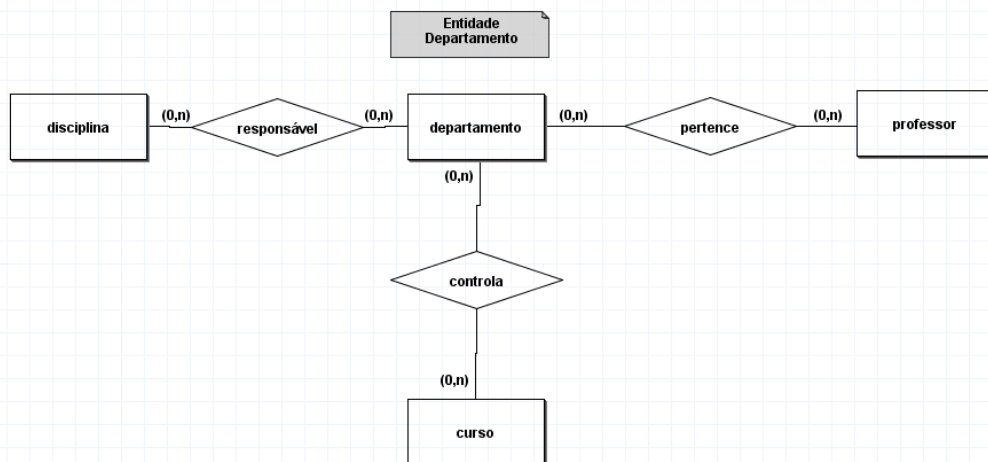 Entidade
Departamento
disciplina
(0,n)
responsável
(0,n)
departamento
(0,n)
pertence
(0,n)
professor
(0,n)
controla
(0,n)
curso